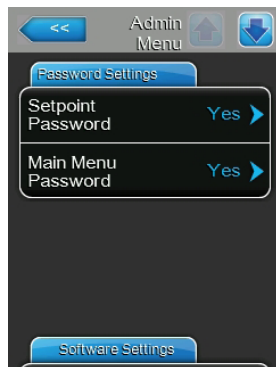 <<
Admin
Menu
Password Settings
Setpoint
Password
Yes
Main Menu
Password
Yes
Software Settings